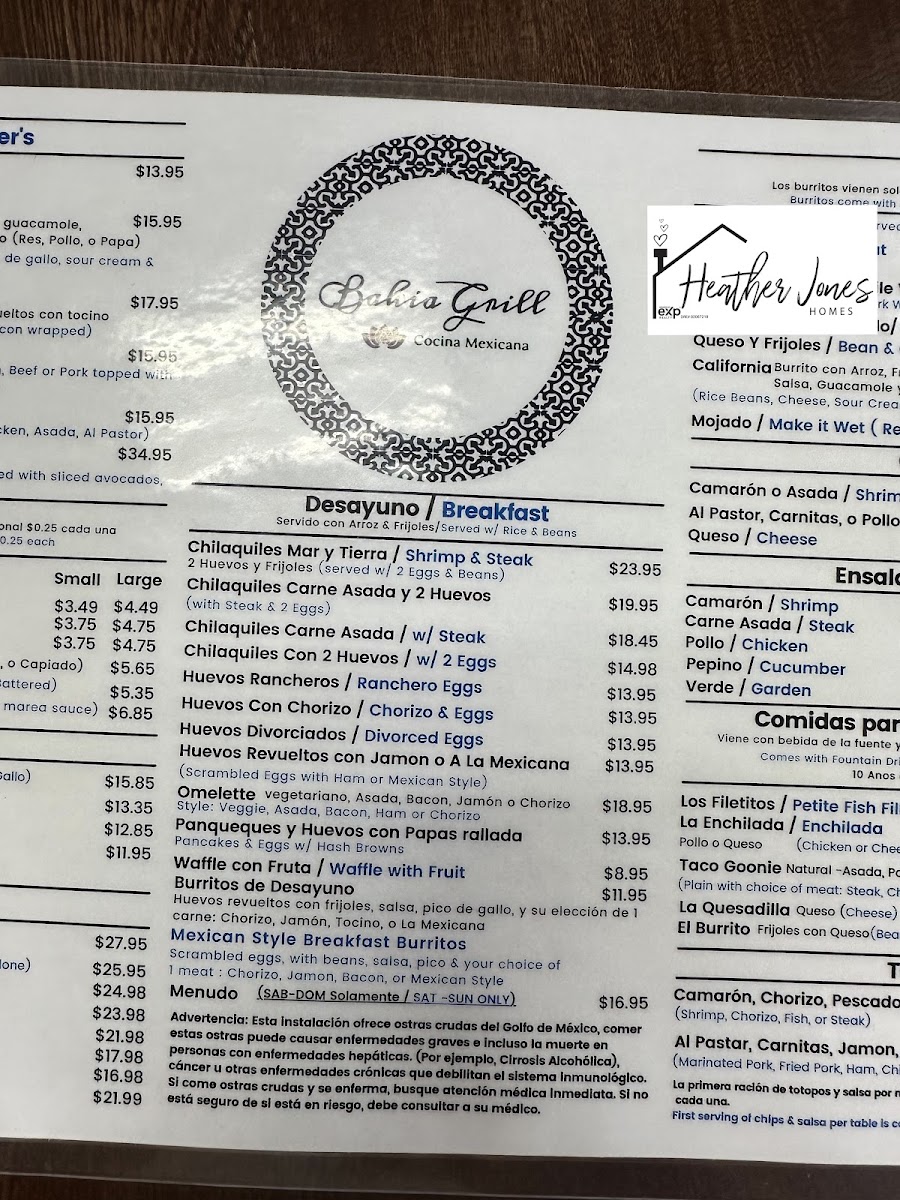 er's
$13.95
guacamole, $15.95
o (Res, Pollo, o Papa)
de gallo, sour cream &
$17.95
ueltos con tocino
con wrapped)
$15.95
, Beef or Pork topped with
$15.95
cken, Asada, Al Pastor)
$34.95
ed with sliced avocados,
onal $0.25 cada una
0.25 each
Small Large
$3.49 $4.49
$3.75 $4.75
$3.75 $4.75
, o Capiado) $5.65
Battered) $5.35
marea sauce) $6.85
Gallo)
$15.85
$13.35
$12.85
$11.95
$27.95
lone) $25.95
$24.98
$23.98
$21.98
$17.98
$16.98
$21.99
Bahia Grill
Cocina Mexicana
Desayuno / Breakfast
Servido con Arroz & Frijoles/Served w/ Rice & Beans
Chilaquiles Mar y Tierra / Shrimp & Steak
2 Huevos y Frijoles (served w/ 2 Eggs & Beans) $23.95
Chilaquiles Carne Asada y 2 Huevos
(with Steak & 2 Eggs) $19.95
Chilaquiles Carne Asada / w/ Steak $18.45
Chilaquiles Con 2 Huevos / w/ 2 Eggs $14.98
Huevos Rancheros / Ranchero Eggs $13.95
Huevos Con Chorizo / Chorizo & Eggs $13.95
Huevos Divorciados / Divorced Eggs $13.95
Huevos Revueltos con Jamon o A La Mexicana $13.95
(Scrambled Eggs with Ham or Mexican Style)
Omelette vegetariano, Asada, Bacon, Jamón o Chorizo $18.95
Style: Veggie, Asada, Bacon, Ham or Chorizo
Panqueques y Huevos con Papas rallada $13.95
Pancakes & Eggs w/ Hash Browns
Waffle con Fruta / Waffle with Fruit $8.95
Burritos de Desayuno $11.95
Huevos revueltos con frijoles, salsa, pico de gallo, y su elección de 1
carne: Chorizo, Jamón, Tocino, o La Mexicana
Mexican Style Breakfast Burritos
Scrambled eggs, with beans, salsa, pico & your choice of
1 meat : Chorizo, Jamon, Bacon, or Mexican Style
Menudo (SAB-DOM Solamente / SAT -SUN ONLY) $16.95
Advertencia: Esta instalación ofrece ostras crudas del Golfo de México, comer
estas ostras puede causar enfermedades graves e incluso la muerte en
personas con enfermedades hepáticas. (Por ejemplo, Cirrosis Alcohólica),
cáncer u otras enfermedades crónicas que debilitan el sistema inmunológico.
Si come ostras crudas y se enferma, busque atención médica inmediata. Si no
está seguro de si está en riesgo, debe consultar a su médico.
Los burritos vienen sol
Burritos come with
rved
at
Heather Jones
HOMES
exp
le
rk W
lo/
Queso Y Frijoles / Bean &
California Burrito con Arroz, Fr
Salsa, Guacamole y
(Rice Beans, Cheese, Sour Crea
Mojado / Make it Wet ( Re
Camarón o Asada / Shrim
Al Pastor, Carnitas, o Pollo
Queso / Cheese
Ensala
Camarón / Shrimp
Carne Asada / Steak
Pollo / Chicken
Pepino / Cucumber
Verde / Garden
Comidas par
Viene con bebida de la fuente y
Comes with Fountain Dri
10 Anos
Los Filetitos / Petite Fish Fill
La Enchilada / Enchilada
Pollo o Queso (Chicken or Chee
Taco Goonie Natural -Asada, Po
(Plain with choice of meat: Steak, Ch
La Quesadilla Queso (Cheese)
El Burrito Frijoles con Queso(Bea
T
Camarón, Chorizo, Pescado
(Shrimp, Chorizo, Fish, or Steak)
Al Pastar, Carnitas, Jamon,
(Marinated Pork, Fried Pork, Ham, Chi
La primera ración de totopos y salsa por m
cada una.
First serving of chips & salsa per table is co